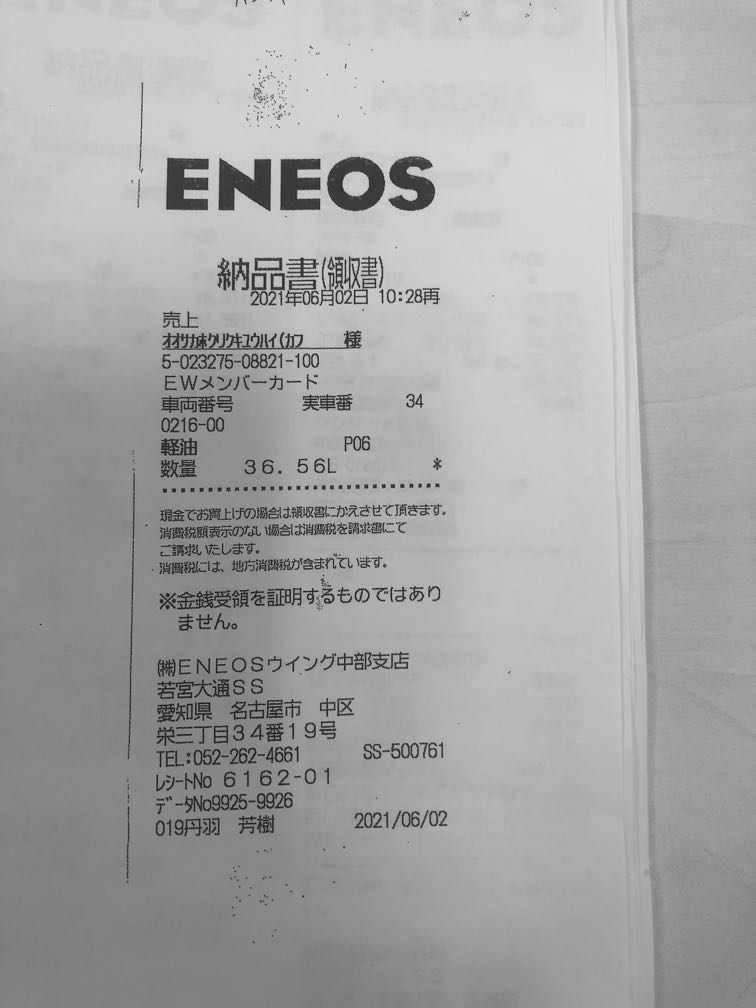 ENEOS
納品書(領収書)
2021年06月02日 10:28再
売上
オオサカホクリクキユウハイ(カブ 様
5-023275-08821-100
EWメンバーカード
車両番号 実車番 34
0216-00
軽油 P06
数量 36.56L *
現金でお買上げの場合は領収書にかえさせて頂きます。
消費税額表示のない場合は消費税を請求書にて
ご請求いたします。
消費税には、地方消費税が含まれています。
※金銭受領を証明するものではあり
ません。
(株)ENEOSウイング中部支店
若宮大通SS
愛知県 名古屋市 中区
栄三丁目34番19号
TEL:052-262-4661 SS-500761
レシートNo 6162-01
データNo9925-9926
019丹羽 芳樹 2021/06/02